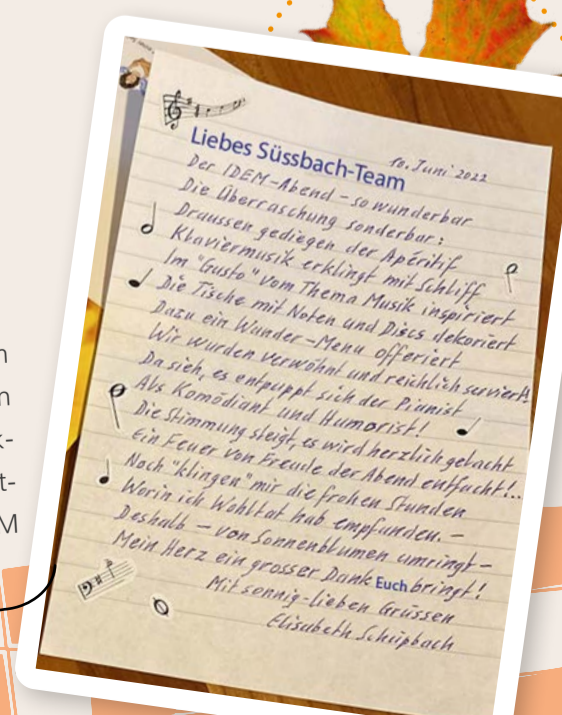 10. Juni 2022
Liebes Süssbach-Team
Der IDEM-Abend - so wunderbar
Die Überraschung sonderbar:
Draussen gediegen der Apéritif
Klaviermusik erklingt mit Schliff
Im "Gusto" vom Thema Musik inspiriert
Die Tische mit Noten und Discs dekoriert
Dazu ein Wunder-Menu offeriert
Wir wurden verwöhnt und reichlich serviert!
Da sieh, es entpuppt sich der Pianist
Als Komödiant und Humorist!
Die Stimmung steigt, es wird herzlich gelacht
Ein Feuer von Freude der Abend entfacht!..
Noch "klingen" mir die frohen Stunden
Worin ich Wohltat hab empfunden. -
Deshalb - von Sonnenblumen umringt -
Mein Herz ein grosser Dank Euch bringt!
Mit sonnig-lieben Grüssen
Elisabeth Schüpbach
n
n
k-
t-
M